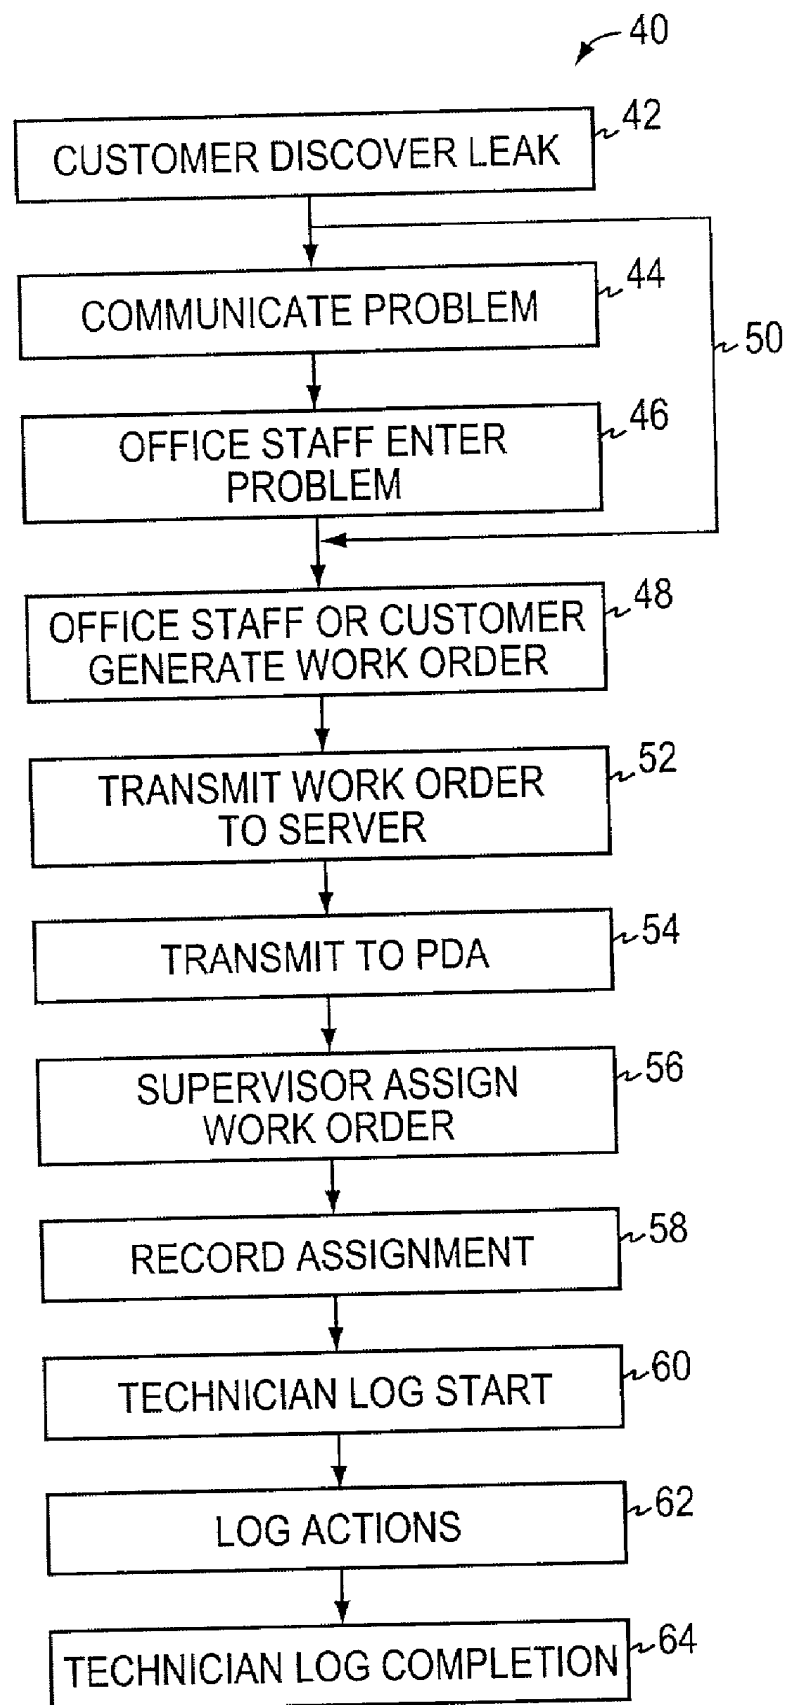 40
CUSTOMER DISCOVER LEAK
42
COMMUNICATE PROBLEM
44
50
OFFICE STAFF ENTER
PROBLEM
46
OFFICE STAFF OR CUSTOMER
GENERATE WORK ORDER
48
TRANSMIT WORK ORDER
TO SERVER
52
TRANSMIT TO PDA
54
SUPERVISOR ASSIGN
WORK ORDER
56
RECORD ASSIGNMENT
58
TECHNICIAN LOG START
60
LOG ACTIONS
62
TECHNICIAN LOG COMPLETION
64